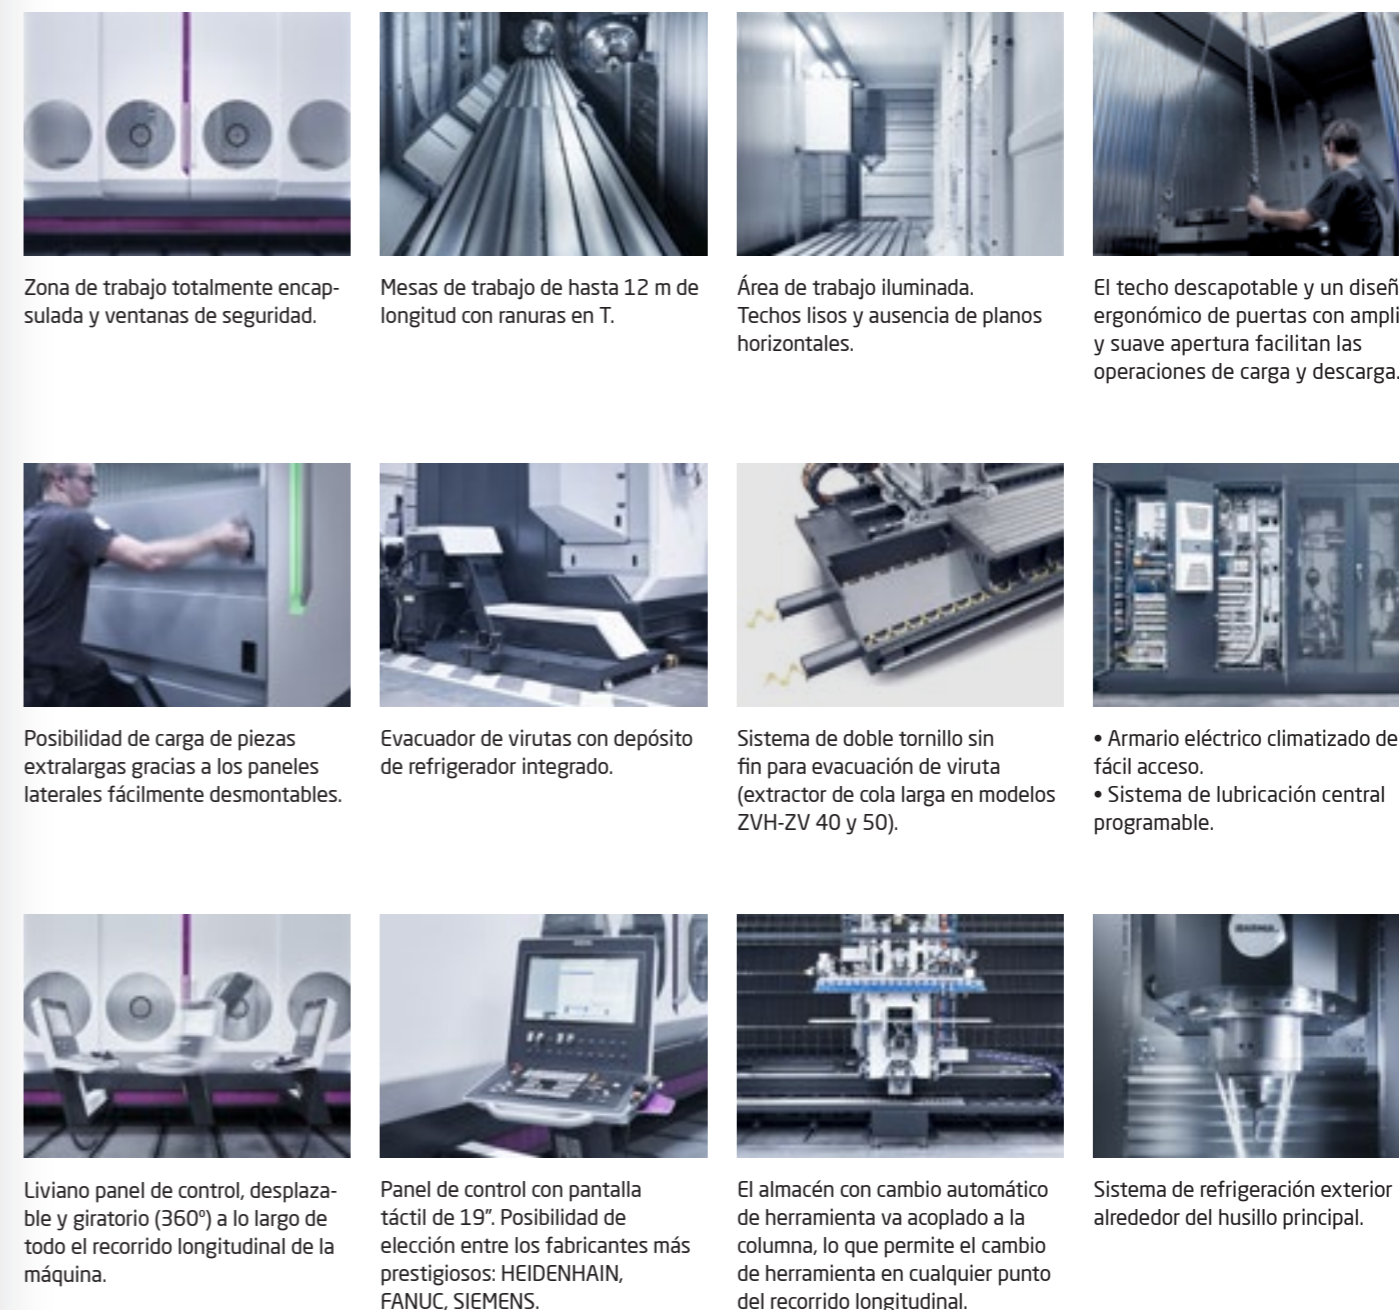 Zona de trabajo totalmente encap-
sulada y ventanas de seguridad.
Mesas de trabajo de hasta 12 m de
longitud con ranuras en T.
Área de trabajo iluminada.
Techos lisos y ausencia de planos
horizontales.
El techo descapotable y un diseñ
ergonómico de puertas con ampli
y suave apertura facilitan las
operaciones de carga y descarga.
Posibilidad de carga de piezas
extralargas gracias a los paneles
laterales fácilmente desmontables.
Evacuador de virutas con depósito
de refrigerador integrado.
Sistema de doble tornillo sin
fin para evacuación de viruta
(extractor de cola larga en modelos
ZVH-ZV 40 y 50).
• Armario eléctrico climatizado de
fácil acceso.
• Sistema de lubricación central
programable.
Liviano panel de control, desplaza-
ble y giratorio (360º) a lo largo de
todo el recorrido longitudinal de la
máquina.
Panel de control con pantalla
táctil de 19”. Posibilidad de
elección entre los fabricantes más
prestigiosos: HEIDENHAIN,
FANUC, SIEMENS.
El almacén con cambio automático
de herramienta va acoplado a la
columna, lo que permite el cambio
de herramienta en cualquier punto
del recorrido longitudinal.
IBARMIA
Sistema de refrigeración exterior
alrededor del husillo principal.